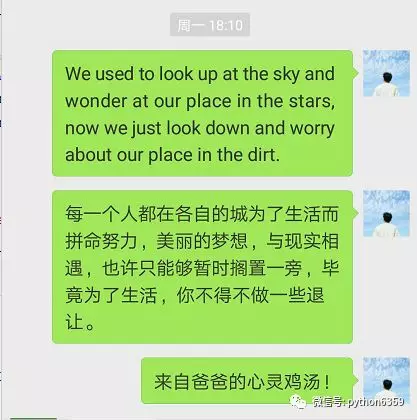 周一 18:10
We used to look up at the sky and
wonder at our place in the stars,
now we just look down and worry
about our place in the dirt.
每一个人都在各自的城为了生活而
拼命努力，美丽的梦想，与现实相
遇，也许只能够暂时搁置一旁，毕
竟为了生活，你不得不做一些退
让。
来自爸爸的心灵鸡汤！
微信号: python6359